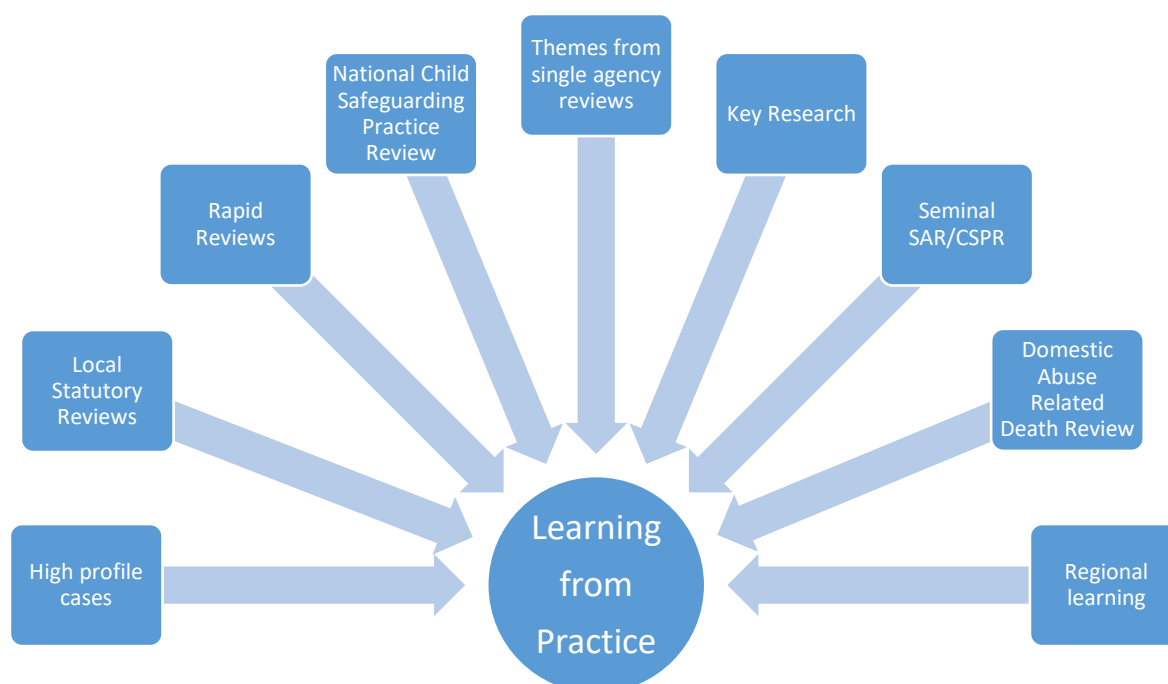 Themes from
single agency
reviews
National Child
Safeguarding
Practice
Review
Key Research
Rapid
Reviews
Seminal
SAR/CSPR
Local
Statutory
Reviews
Domestic
Abuse
Related
Death Review
High profile
cases
Learning
from
Practice
Regional
learning